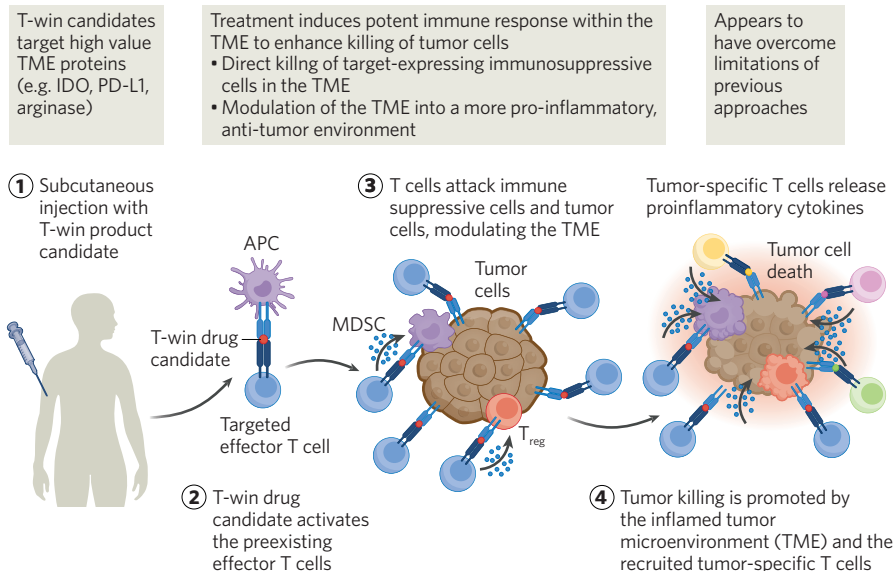 T-win candidates
target high value
TME proteins
(e.g. IDO, PD-L1,
arginase)
Treatment induces potent immune response within the
TME to enhance killing of tumor cells
• Direct killng of target-expressing immunosuppressive
cells in the TME
• Modulation of the TME into a more pro-inflammatory,
anti-tumor environment
Appears to
have overcome
limitations of
previous
approaches
1 Subcutaneous
injection with
T-win product
candidate
APC
T-win drug
candidate
Targeted
effector T cell
2 T-win drug
candidate activates
the preexisting
effector T cells
3 T cells attack immune
suppressive cells and tumor
cells, modulating the TME
Tumor
cells
MDSC
Treg
Tumor-specific T cells release
proinflammatory cytokines
Tumor cell
death
4 Tumor killing is promoted by
the inflamed tumor
microenvironment (TME) and the
recruited tumor-specific T cells